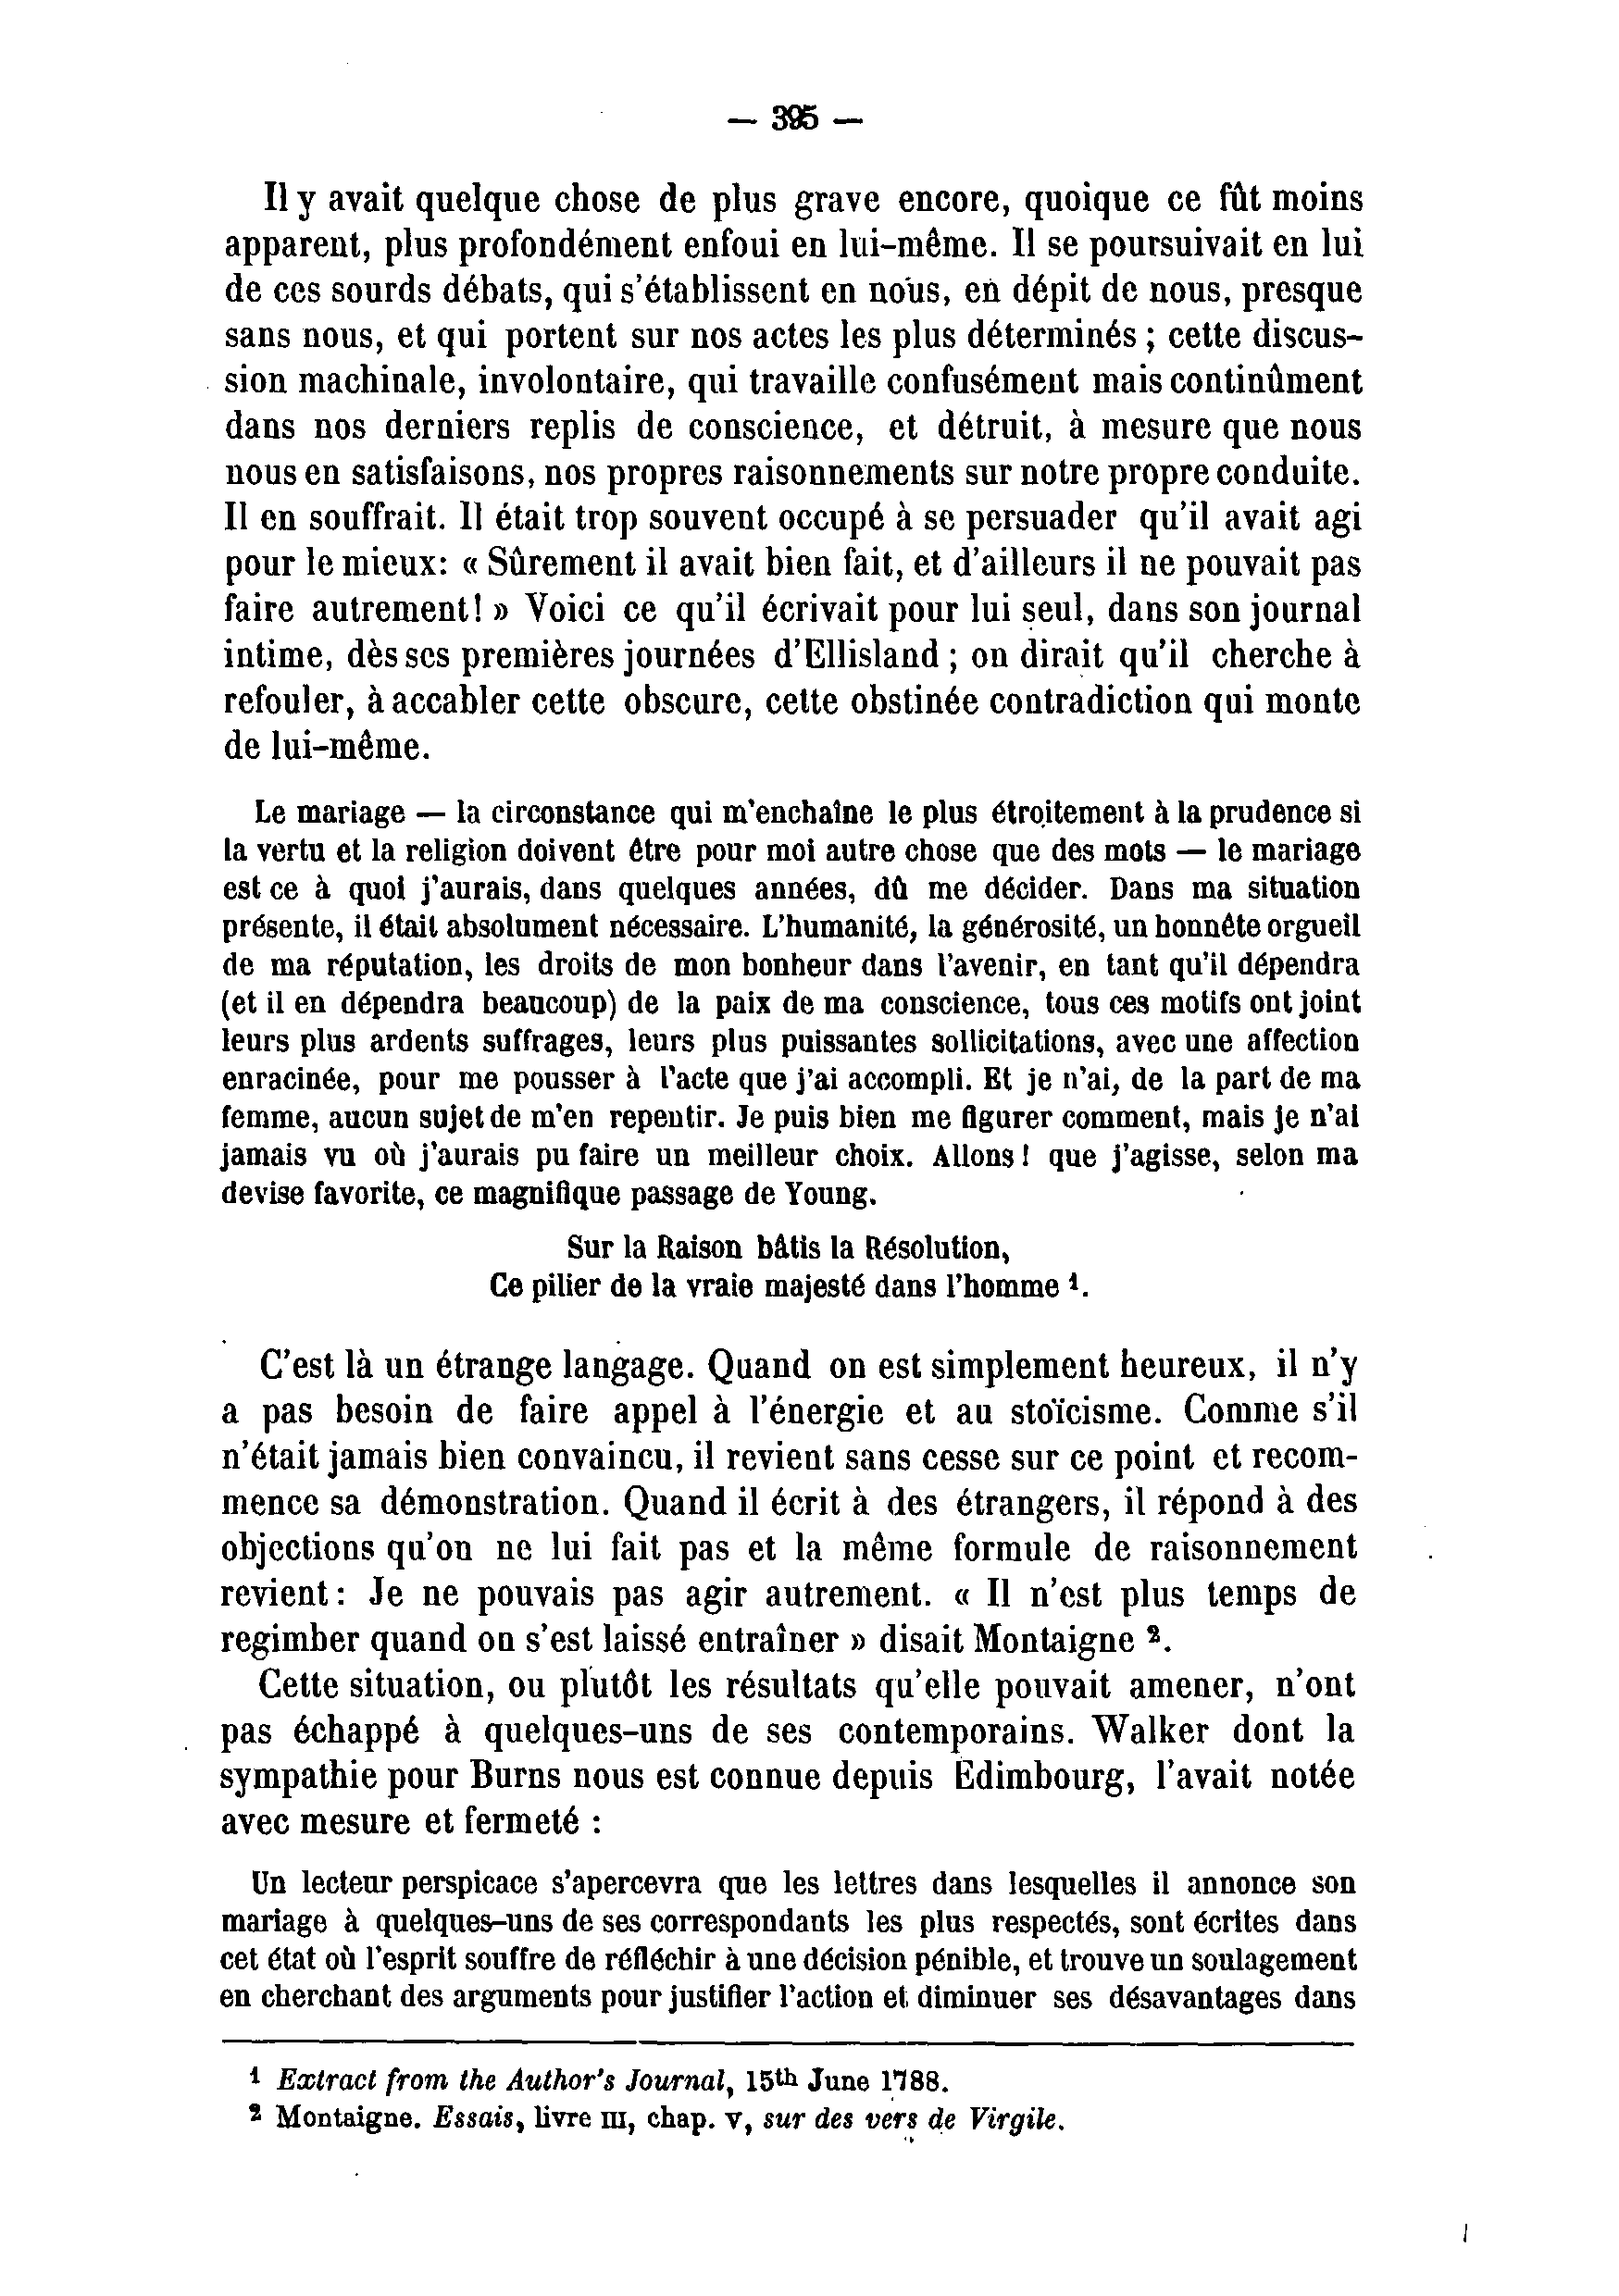 — 395 —
Il y avait quelque chose de plus grave encore, quoique ce fût moins
apparent, plus profondément enfoui en lui-même. Il se poursuivait en lui
de ces sourds débats, qui s'établissent en nous, en dépit de nous, presque
sans nous, et qui portent sur nos actes les plus déterminés ; cette discus-
sion machinale, involontaire, qui travaille confusément mais continûment
dans nos derniers replis de conscience, et détruit, à mesure que nous
nous en satisfaisons, nos propres raisonnements sur notre propre conduite.
Il en souffrait. Il était trop souvent occupé à se persuader qu'il avait agi
pour le mieux: « Sûrement il avait bien fait, et d'ailleurs il ne pouvait pas
faire autrement! » Voici ce qu'il écrivait pour lui seul, dans son journal
intime, dès ses premières journées d'Ellisland ; on dirait qu'il cherche à
refouler, à accabler cette obscure, cette obstinée contradiction qui monte
de lui-même.
Le mariage — la circonstance qui m'enchaîne le plus étroitement à la prudence si
la vertu et la religion doivent être pour moi autre chose que des mots — le mariage
est ce à quoi j'aurais, dans quelques années, dû me décider. Dans ma situation
présente, il était absolument nécessaire. L'humanité, la générosité, un honnête orgueil
de ma réputation, les droits de mon bonheur dans l'avenir, en tant qu'il dépendra
(et il en dépendra beaucoup) de la paix de ma conscience, tous ces motifs ont joint
leurs plus ardents suffrages, leurs plus puissantes sollicitations, avec une affection
enracinée, pour me pousser à l'acte que j'ai accompli. Et je n'ai, de la part de ma
femme, aucun sujet de m'en repentir. Je puis bien me figurer comment, mais je n'ai
jamais vu où j'aurais pu faire un meilleur choix. Allons ! que j'agisse, selon ma
devise favorite, ce magnifique passage de Young.
Sur la Raison bâtis la Résolution,
Ce pilier de la vraie majesté dans l'homme ¹.
C'est là un étrange langage. Quand on est simplement heureux, il n'y
a pas besoin de faire appel à l'énergie et au stoïcisme. Comme s'il
n'était jamais bien convaincu, il revient sans cesse sur ce point et recom-
mence sa démonstration. Quand il écrit à des étrangers, il répond à des
objections qu'on ne lui fait pas et la même formule de raisonnement
revient : Je ne pouvais pas agir autrement. « Il n'est plus temps de
regimber quand on s'est laissé entraîner » disait Montaigne ².
Cette situation, ou plutôt les résultats qu'elle pouvait amener, n'ont
pas échappé à quelques-uns de ses contemporains. Walker dont la
sympathie pour Burns nous est connue depuis Edimbourg, l'avait notée
avec mesure et fermeté :
Un lecteur perspicace s'apercevra que les lettres dans lesquelles il annonce son
mariage à quelques-uns de ses correspondants les plus respectés, sont écrites dans
cet état où l'esprit souffre de réfléchir à une décision pénible, et trouve un soulagement
en cherchant des arguments pour justifier l'action et diminuer ses désavantages dans
¹ Extract from the Author's Journal, 15th June 1788.
² Montaigne. Essais, livre III, chap. V, sur des vers de Virgile.